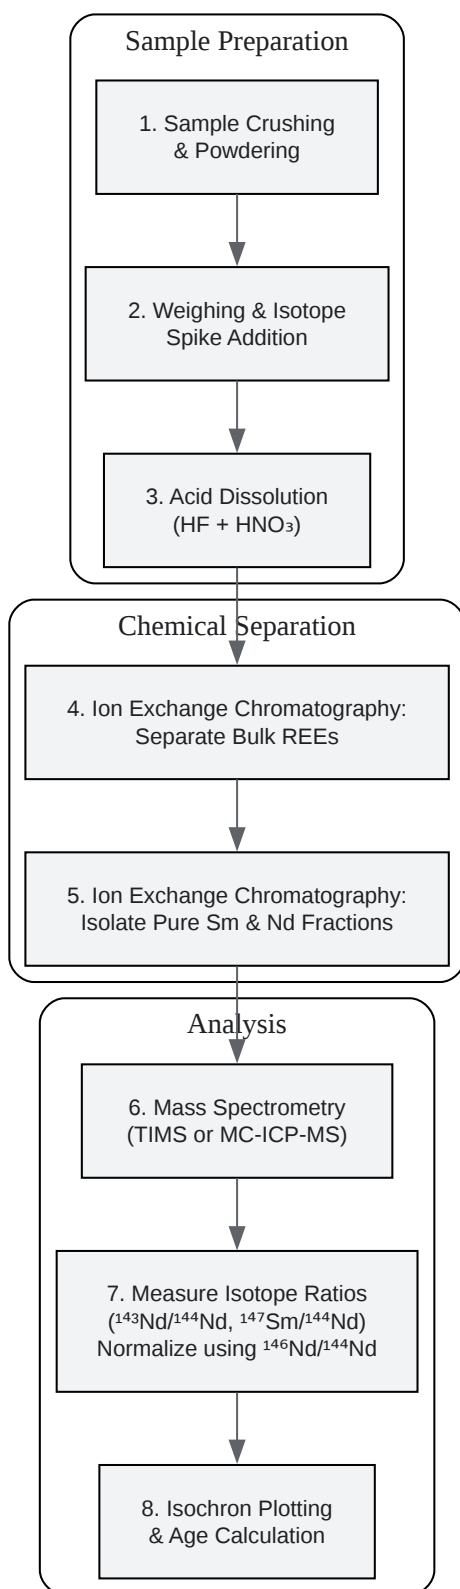 Sample Preparation
1. Sample Crushing
& Powdering
2. Weighing & Isotope
Spike Addition
3. Acid Dissolution
(HF + HNO₃)
Chemical Separation
4. Ion Exchange Chromatography:
Separate Bulk REEs
5. Ion Exchange Chromatography:
Isolate Pure Sm & Nd Fractions
Analysis
6. Mass Spectrometry
(TIMS or MC-ICP-MS)
7. Measure Isotope Ratios
(¹⁴³Nd/¹⁴⁴Nd, ¹⁴⁷Sm/¹⁴⁴Nd)
Normalize using ¹⁴⁶Nd/¹⁴⁴Nd
8. Isochron Plotting
& Age Calculation